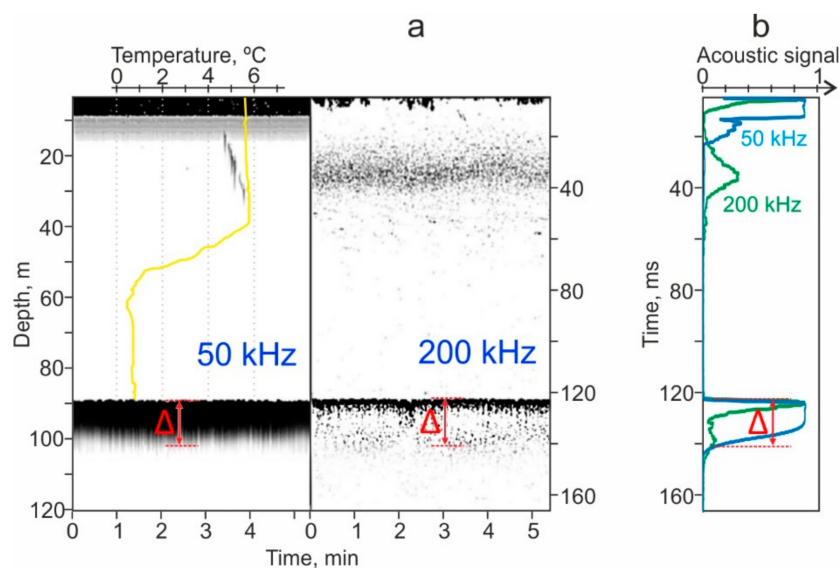 a
b
Temperature, ºC
0 2 4 6
Acoustic signal
0 1
20
40
60
80
100
120
Depth, m
50 kHz
200 kHz
Δ
Δ
40
80
120
160
0 1 2 3 4 0 1 2 3 4 5
Time, min
50 kHz
200 kHz
Δ
40
80
120
160
Time, ms